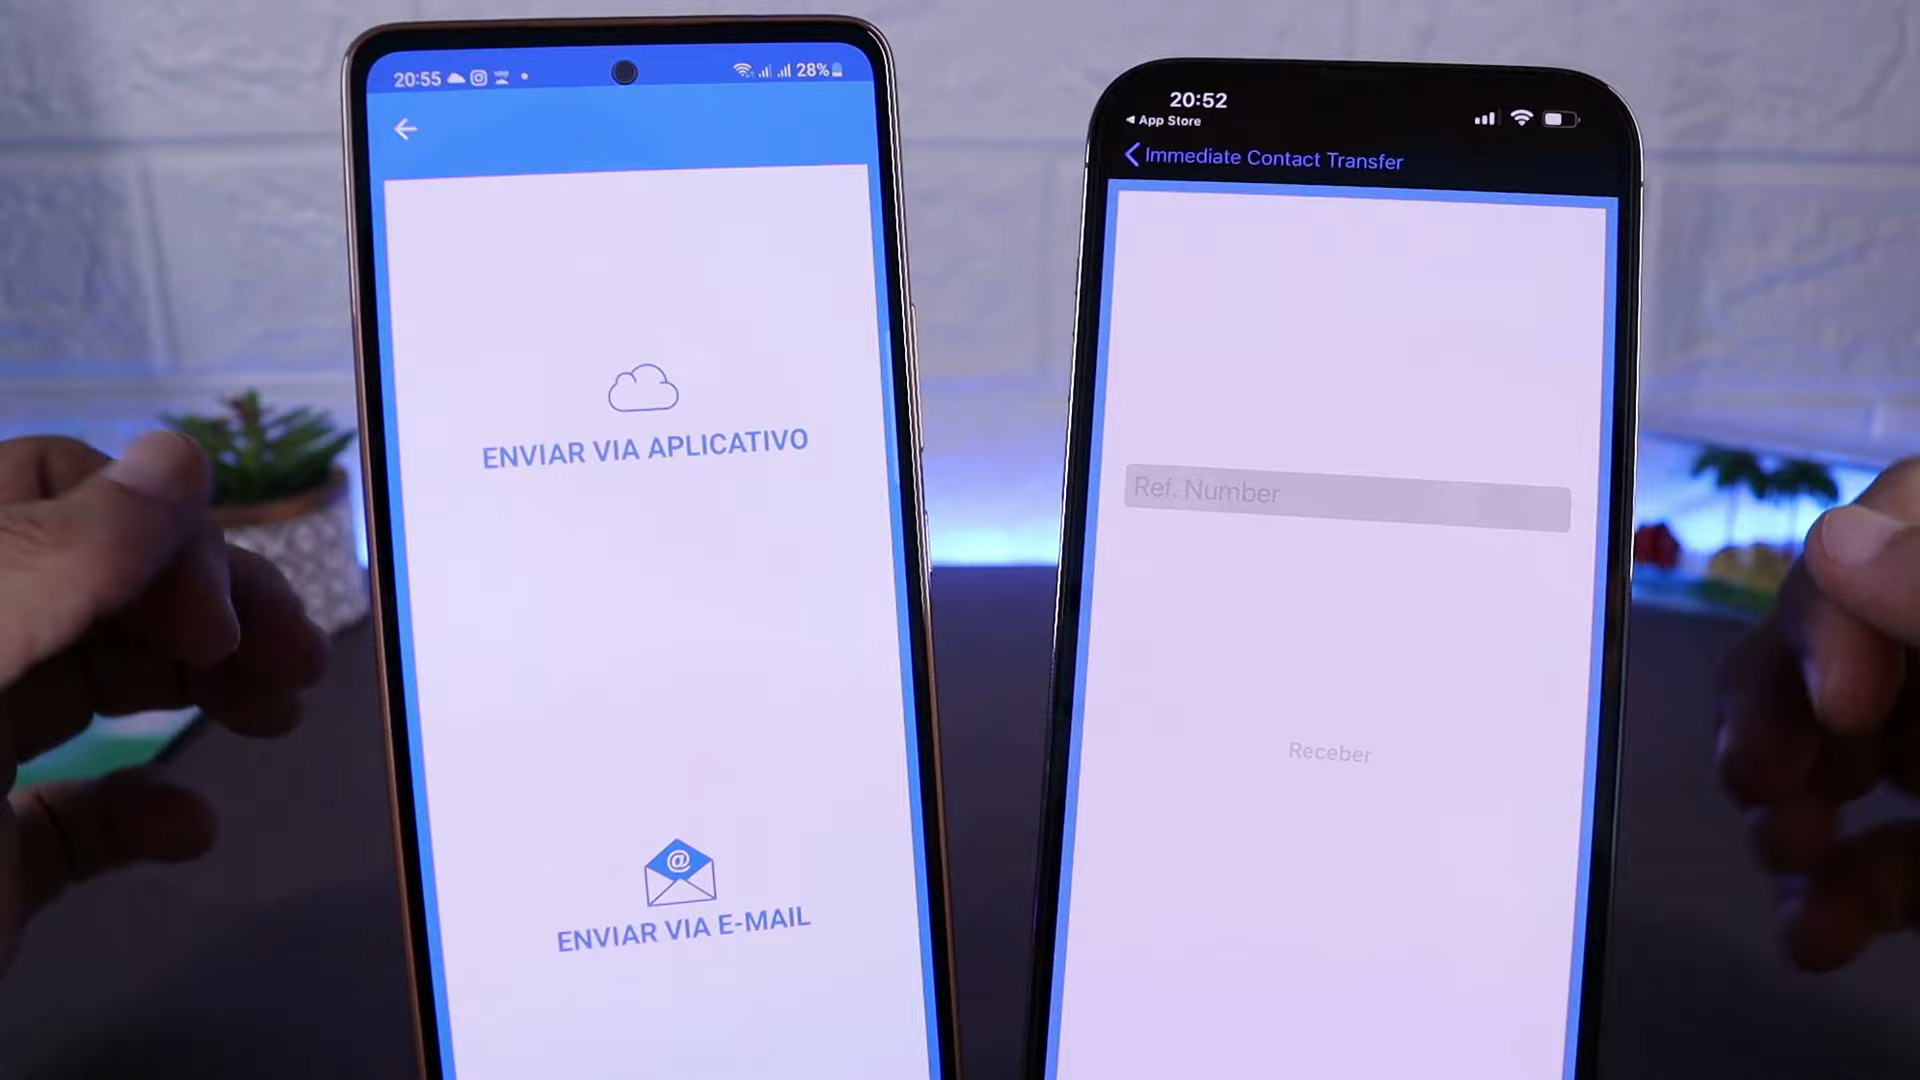 20:55
28%
ENVIAR VIA APLICATIVO
@
ENVIAR VIA E-MAIL
20:52
App Store
Immediate Contact Transfer
Ref. Number
Receber